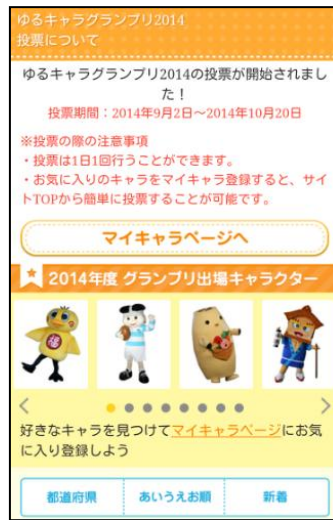 ゆるキャラグランプリ2014
投票について
ゆるキャラグランプリ2014の投票が開始されまし
た！
投票期間：2014年9月2日～2014年10月20日
※投票の際の注意事項
・投票は1日1回行うことができます。
・お気に入りのキャラをマイキャラ登録すると、サイ
トTOPから簡単に投票することが可能です。
マイキャラページへ
2014年度 グランプリ出場キャラクター
福
好きなキャラを見つけてマイキャラページにお気
に入り登録しよう
都道府県 あいうえお順 新着